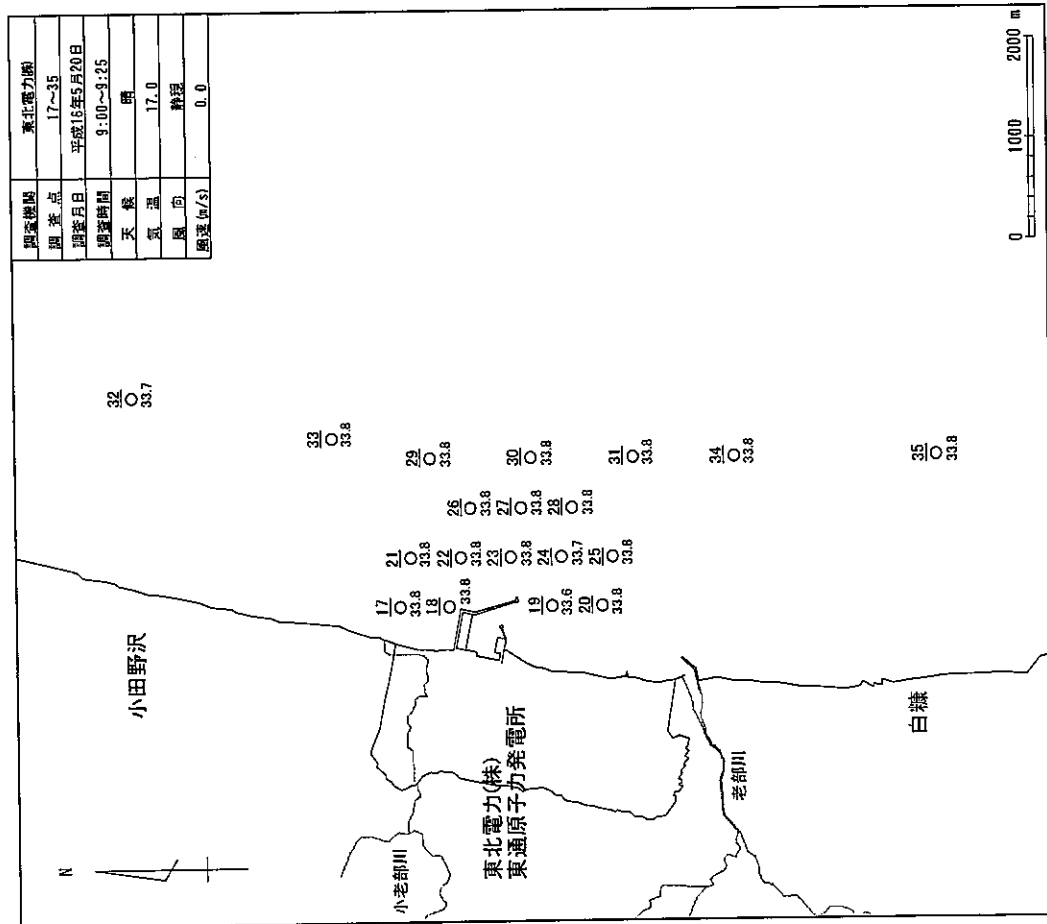 調査機関 東北電力(株)
調査点 17~35
調査月日 平成16年5月20日
調査時間 9:00~9:25
天候 晴
気温 17.0
風向 静穏
風速(m/s) 0.0
N
小田野沢
小老部川
東北電力(株)
東通原子力発電所
老部川
白糠
32
33.7
33
33.8
29
33.8
30
33.8
31
33.8
34
33.8
35
33.8
26
33.8
27
33.8
28
33.8
21
33.8
22
33.8
23
33.8
24
33.7
25
33.8
17
33.8
18
33.8
19
33.6
20
33.8
0 1000 2000 m